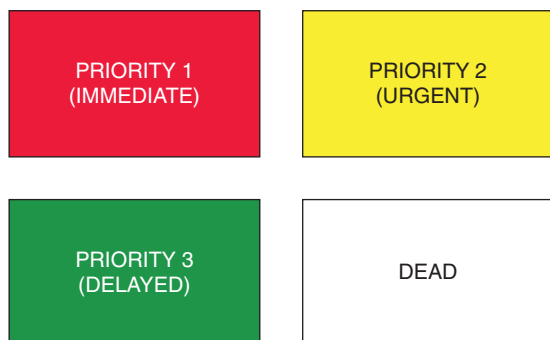 PRIORITY 1
(IMMEDIATE)
PRIORITY 2
(URGENT)
PRIORITY 3
(DELAYED)
DEAD